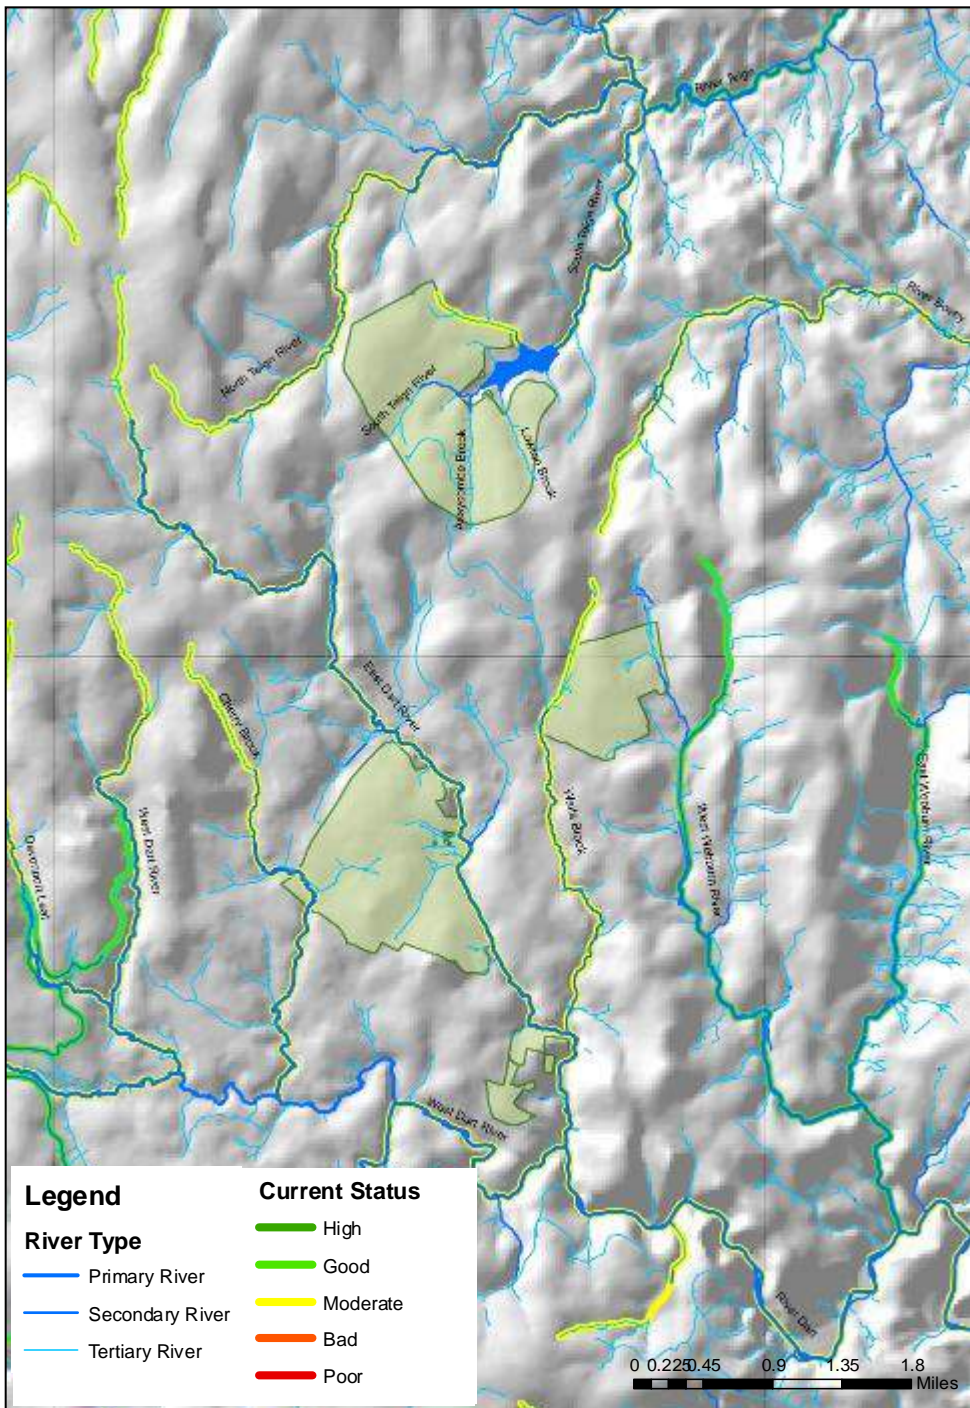 River Teign
South Teign River
River Bovey
North Teign River
South Teign River
Assycombe Brook
Lowton Brook
East Dart River
Cherry Brook
West Dart River
Devonport Leat
Walla Brook
West Webburn River
East Webburn River
West Dart River
River Dart
Legend
River Type
Primary River
Secondary River
Tertiary River
Current Status
High
Good
Moderate
Bad
Poor
0 0.225 0.45 0.9 1.35 1.8
Miles